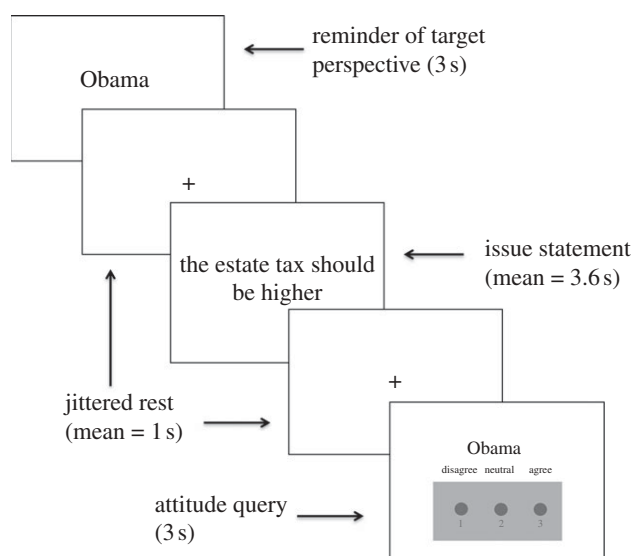 Obama
reminder of target
perspective (3 s)
+
the estate tax should
be higher
issue statement
(mean = 3.6 s)
+
jittered rest
(mean = 1 s)
Obama
disagree neutral agree
1 2 3
attitude query
(3 s)